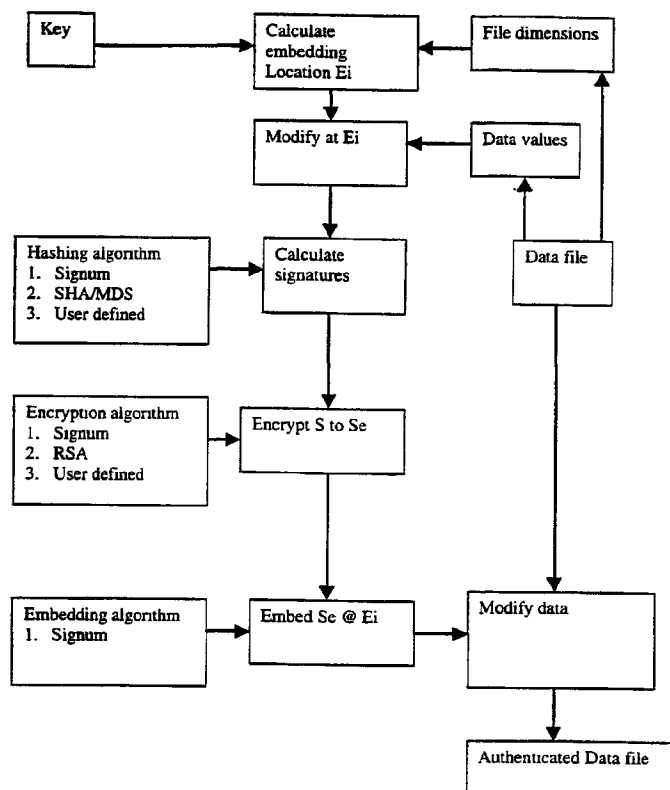 Key
Calculate
embedding
Location Ei
File dimensions
Modify at Ei
Data values
Hashing algorithm
1. Signum
2. SHA/MDS
3. User defined
Calculate
signatures
Data file
Encryption algorithm
1. Signum
2. RSA
3. User defined
Encrypt S to Se
Embedding algorithm
1. Signum
Embed Se @ Ei
Modify data
Authenticated Data file